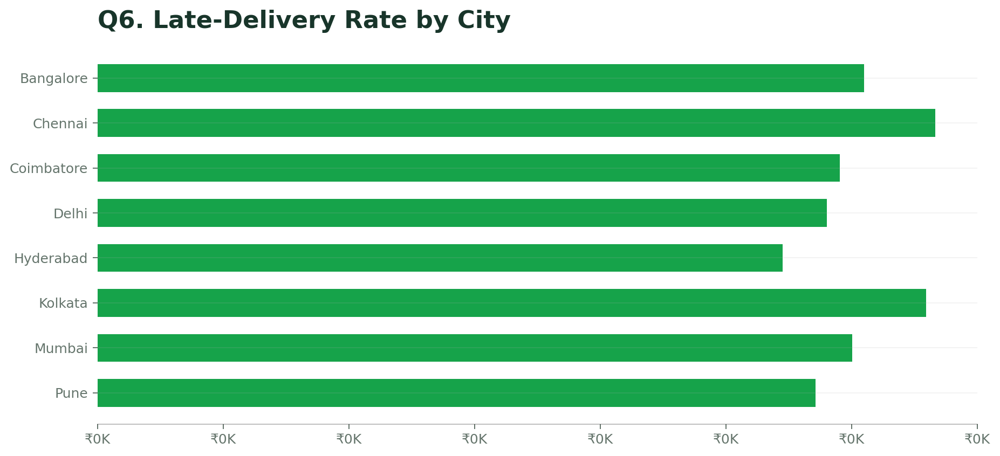 Q6. Late-Delivery Rate by City
Bangalore
Chennai
Coimbatore
Delhi
Hyderabad
Kolkata
Mumbai
Pune
₹0K ₹0K ₹0K ₹0K ₹0K ₹0K ₹0K ₹0K